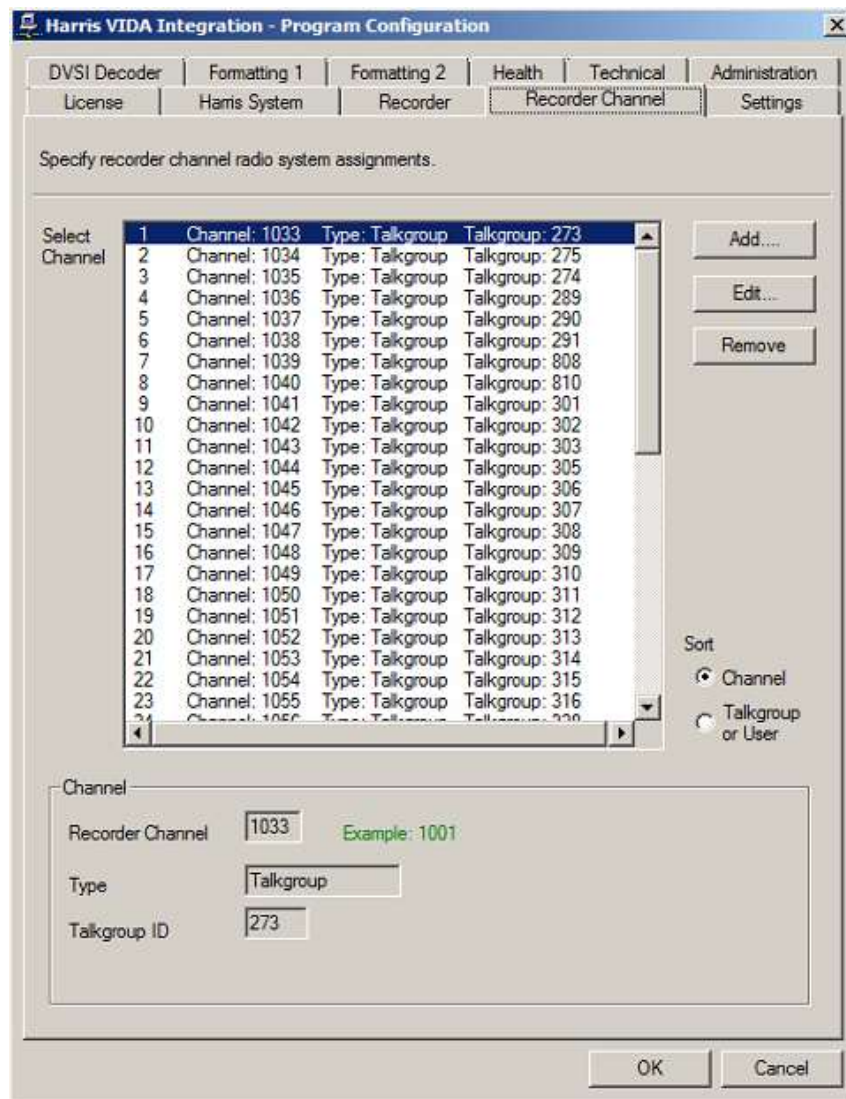 Harris VIDA Integration - Program Configuration
DVSI Decoder Formatting 1 Formatting 2 Health Technical Administration
License Harris System Recorder Recorder Channel Settings
Specify recorder channel radio system assignments.
Select Channel
1 Channel: 1033 Type: Talkgroup Talkgroup: 273
2 Channel: 1034 Type: Talkgroup Talkgroup: 275
3 Channel: 1035 Type: Talkgroup Talkgroup: 274
4 Channel: 1036 Type: Talkgroup Talkgroup: 289
5 Channel: 1037 Type: Talkgroup Talkgroup: 290
6 Channel: 1038 Type: Talkgroup Talkgroup: 291
7 Channel: 1039 Type: Talkgroup Talkgroup: 808
8 Channel: 1040 Type: Talkgroup Talkgroup: 810
9 Channel: 1041 Type: Talkgroup Talkgroup: 301
10 Channel: 1042 Type: Talkgroup Talkgroup: 302
11 Channel: 1043 Type: Talkgroup Talkgroup: 303
12 Channel: 1044 Type: Talkgroup Talkgroup: 305
13 Channel: 1045 Type: Talkgroup Talkgroup: 306
14 Channel: 1046 Type: Talkgroup Talkgroup: 307
15 Channel: 1047 Type: Talkgroup Talkgroup: 308
16 Channel: 1048 Type: Talkgroup Talkgroup: 309
17 Channel: 1049 Type: Talkgroup Talkgroup: 310
18 Channel: 1050 Type: Talkgroup Talkgroup: 311
19 Channel: 1051 Type: Talkgroup Talkgroup: 312
20 Channel: 1052 Type: Talkgroup Talkgroup: 313
21 Channel: 1053 Type: Talkgroup Talkgroup: 314
22 Channel: 1054 Type: Talkgroup Talkgroup: 315
23 Channel: 1055 Type: Talkgroup Talkgroup: 316
Add....
Edit...
Remove
Sort
Channel
Talkgroup
or User
Channel
Recorder Channel 1033 Example: 1001
Type Talkgroup
Talkgroup ID 273
OK Cancel